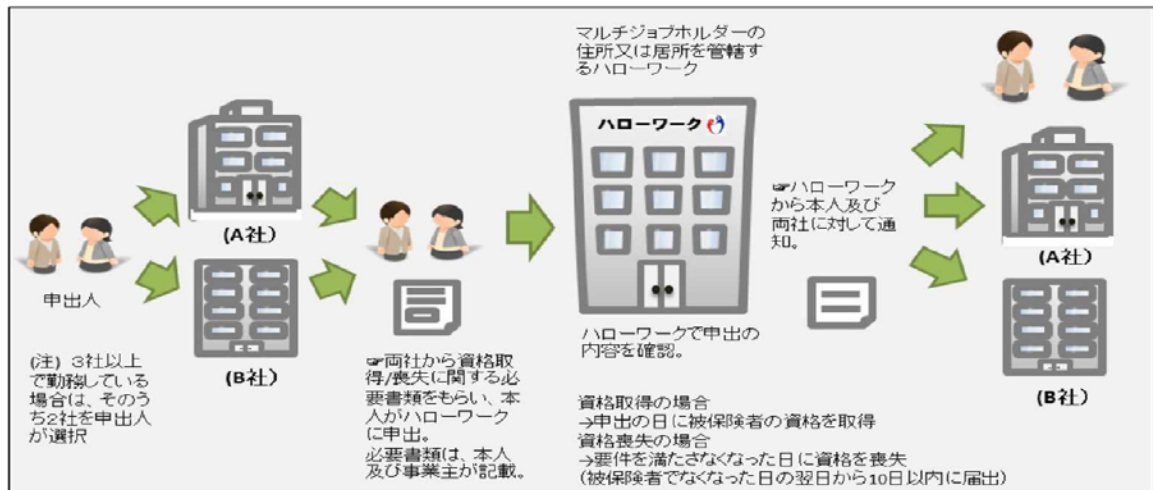 マルチジョブホルダーの
住所又は居所を管轄す
るハローワーク
ハローワーク
申出人
(A社)
(B社)
(注) 3社以上
で勤務している
場合は、そのう
ち2社を申出人
が選択
☞両社から資格取
得/喪失に関する必
要書類をもらい、本
人がハローワーク
に申出。
必要書類は、本人
及び事業主が記載。
ハローワークで申出の
内容を確認。
資格取得の場合
→申出の日に被保険者の資格を取得
資格喪失の場合
→要件を満たさなくなった日に資格を喪失
(被保険者でなくなった日の翌日から10日以内に届出)
☞ハローワーク
から本人及び
両社に対して通
知。
(A社)
(B社)